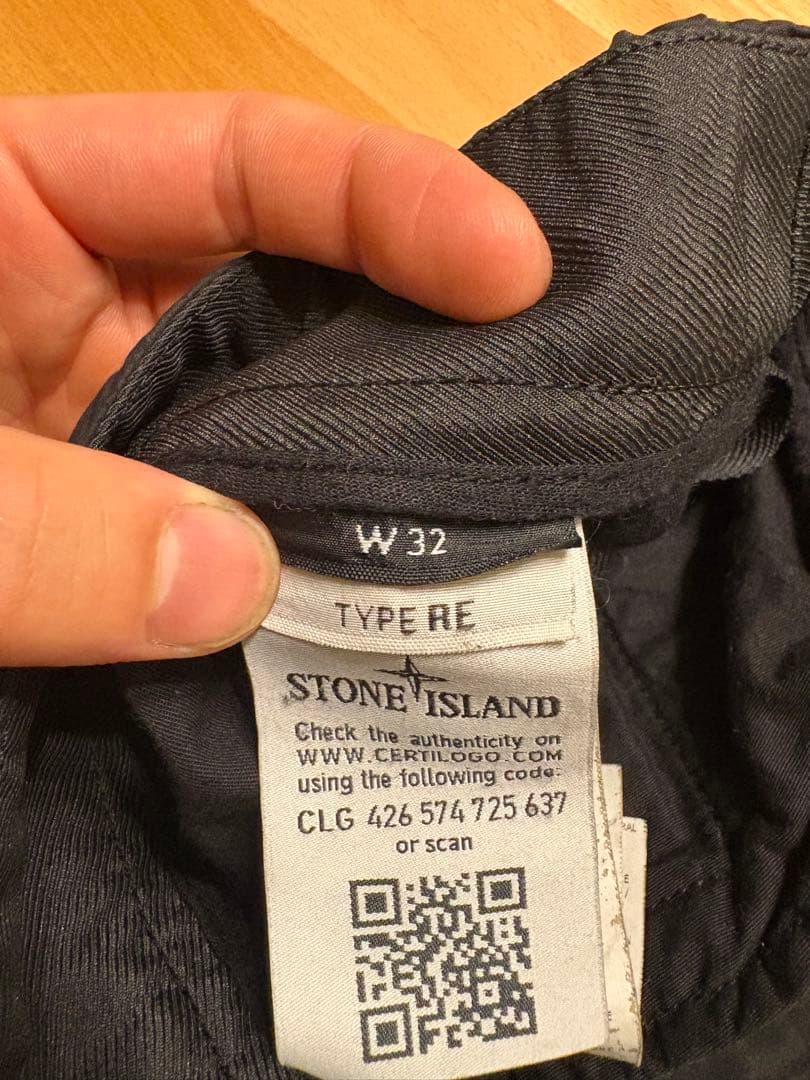 W 32
TYPE RE
STONE ISLAND
Check the authenticity on
WWW.CERTILOGO.COM
using the following code:
CLG 426 574 725 637
or scan